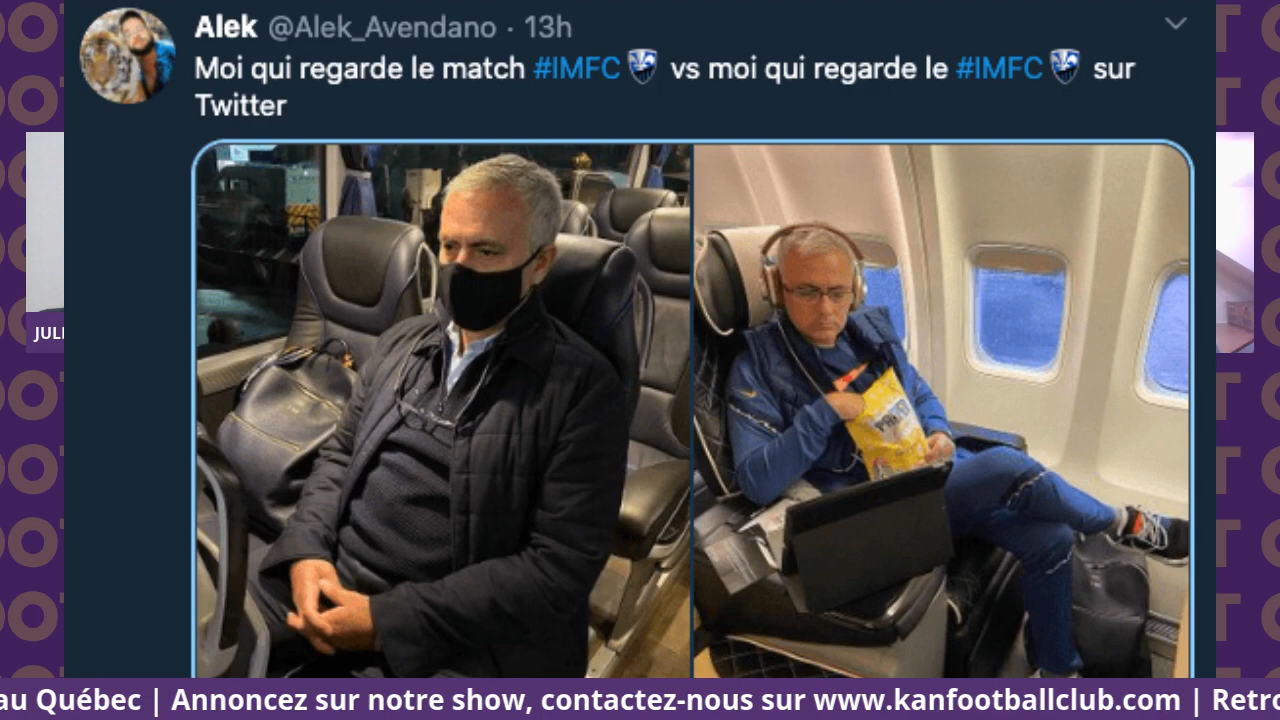 Alek @Alek_Avendano · 13h
Moi qui regarde le match #IMFC vs moi qui regarde le #IMFC sur
Twitter
JULI
au Québec | Annoncez sur notre show, contactez-nous sur www.kanfootballclub.com | Retro